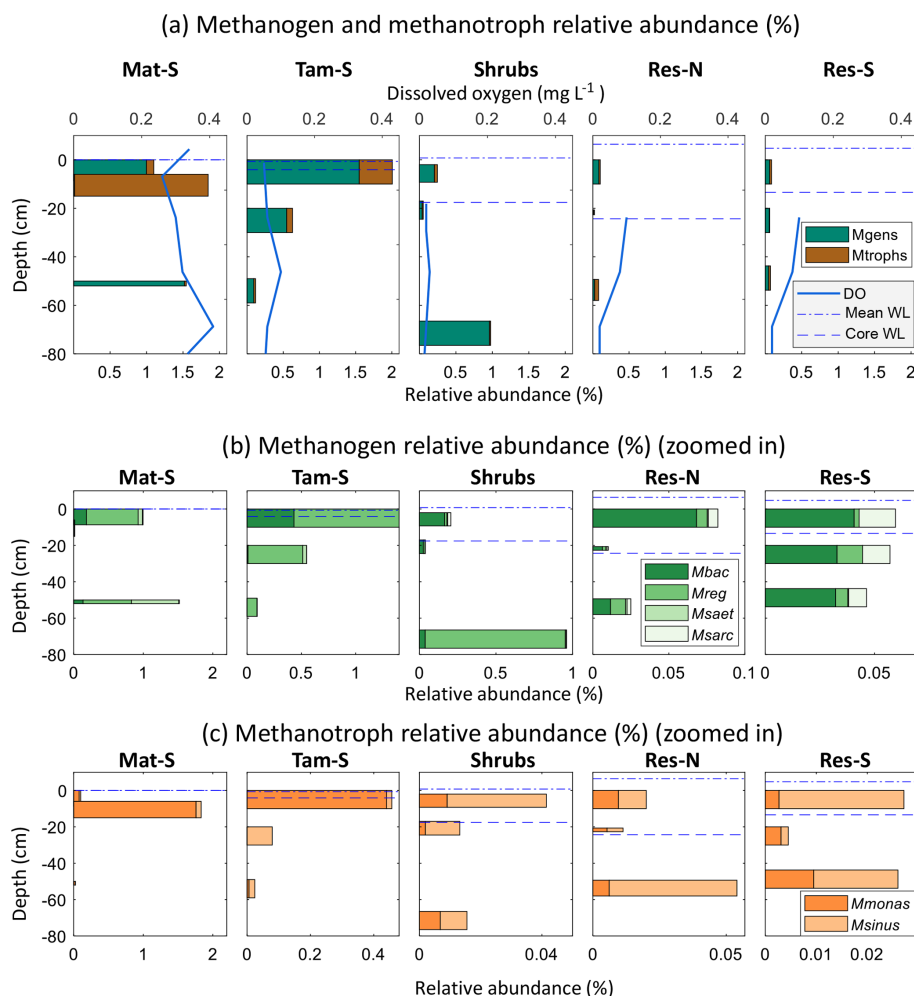 (a) Methanogen and methanotroph relative abundance (%)
Mat-S Tam-S Shrubs Res-N Res-S
Dissolved oxygen (mg L-1 )
0 0.2 0.4 0 0.1 0.2 0.3 0.4 0 0.2 0.4 0 0.2 0.4 0 0.2 0.4
0
-20
-40
-60
-80
Depth (cm)
Mgens
Mtrophs
DO
Mean WL
Core WL
0.5 1 1.5 2 0.5 1 1.5 2 0.5 1 1.5 2 0.5 1 1.5 2 0.5 1 1.5 2
Relative abundance (%)
(b) Methanogen relative abundance (%) (zoomed in)
Mat-S Tam-S Shrubs Res-N Res-S
0
-20
-40
-60
-80
Depth (cm)
Mbac
Mreg
Msaet
Msarc
0 1 2 0 0.5 1 0 0.5 1 0 0.05 0.1 0 0.05
Relative abundance (%)
(c) Methanotroph relative abundance (%) (zoomed in)
Mat-S Tam-S Shrubs Res-N Res-S
0
-20
-40
-60
-80
Depth (cm)
Mmonas
Msinus
0 1 2 0 0.2 0.4 0 0.04 0 0.05 0 0.01 0.02
Relative abundance (%)